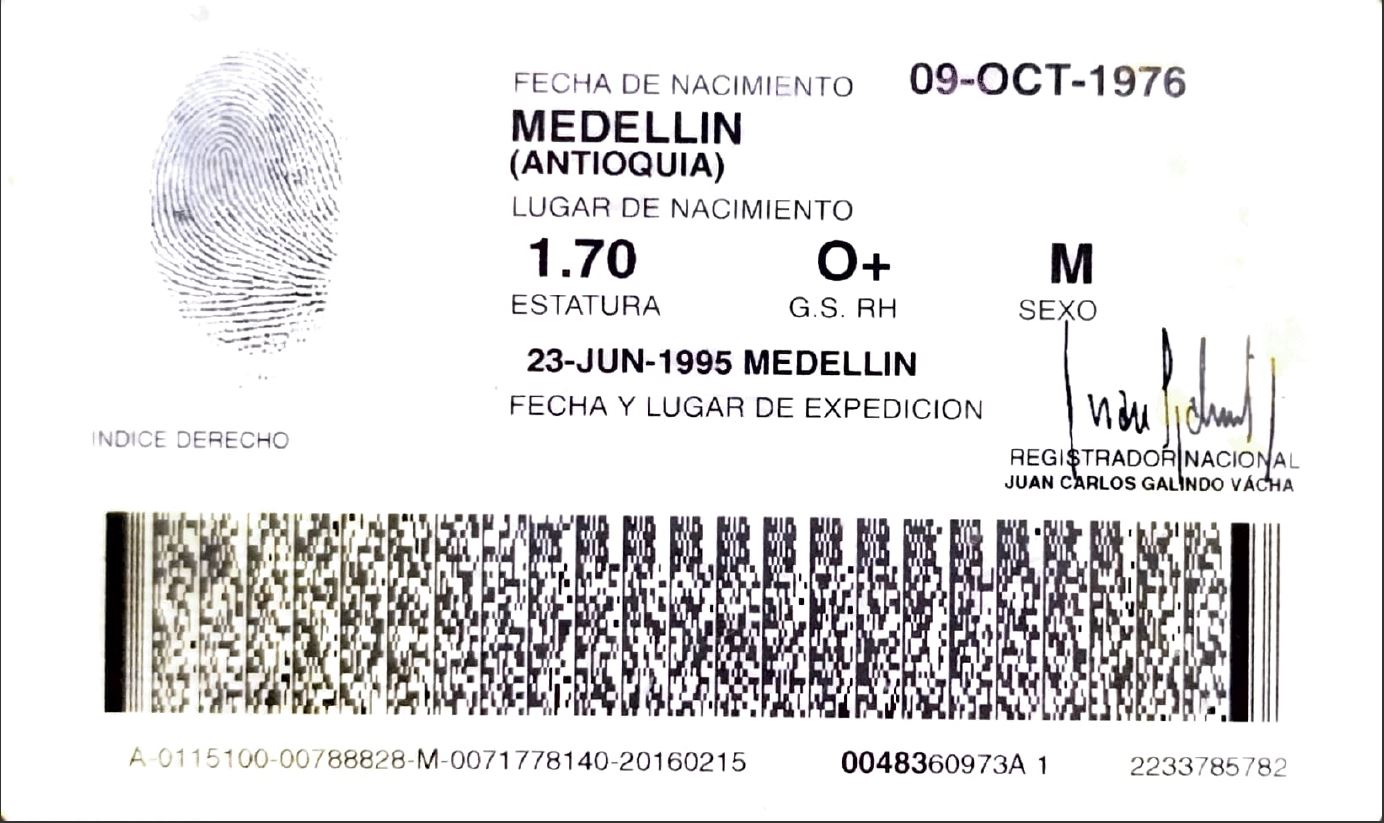 FECHA DE NACIMIENTO 09-OCT-1976
MEDELLIN
(ANTIOQUIA)
LUGAR DE NACIMIENTO
1.70 O+ M
ESTATURA G.S. RH SEXO
23-JUN-1995 MEDELLIN
FECHA Y LUGAR DE EXPEDICION
INDICE DERECHO
REGISTRADOR NACIONAL
JUAN CARLOS GALINDO VÁCHA
A-0115100-00788828-M-0071778140-20160215 0048360973A 1 2233785782